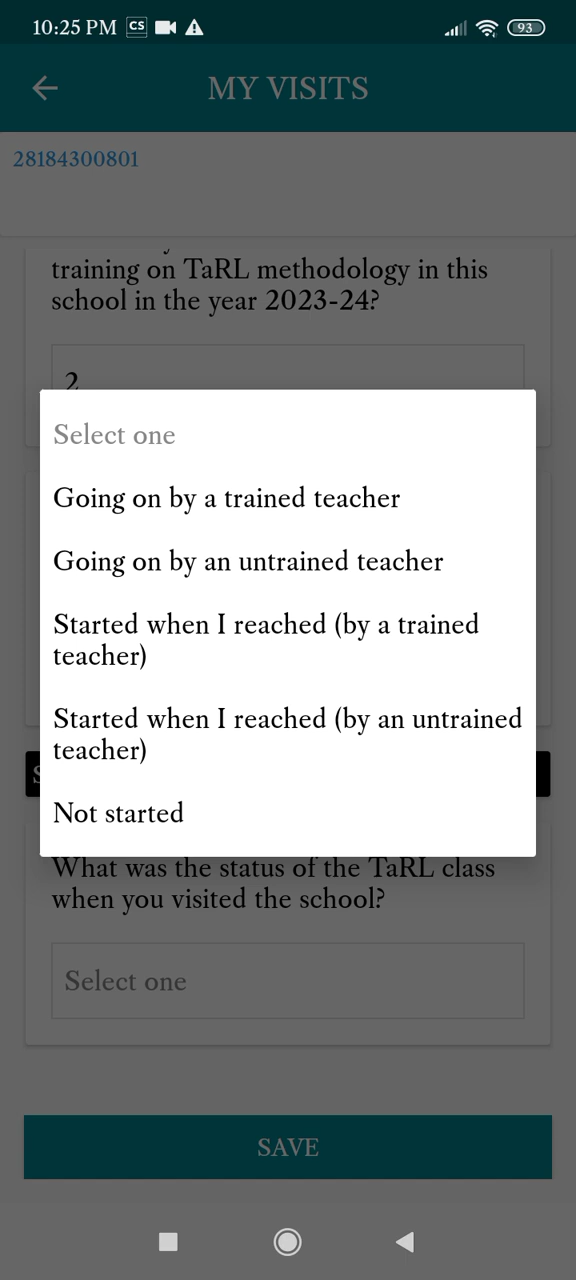 10:25 PM CS 93
MY VISITS
28184300801
training on TaRL methodology in this
school in the year 2023-24?
2
Select one
Going on by a trained teacher
Going on by an untrained teacher
Started when I reached (by a trained
teacher)
Started when I reached (by an untrained
teacher)
Not started
What was the status of the TaRL class
when you visited the school?
Select one
SAVE